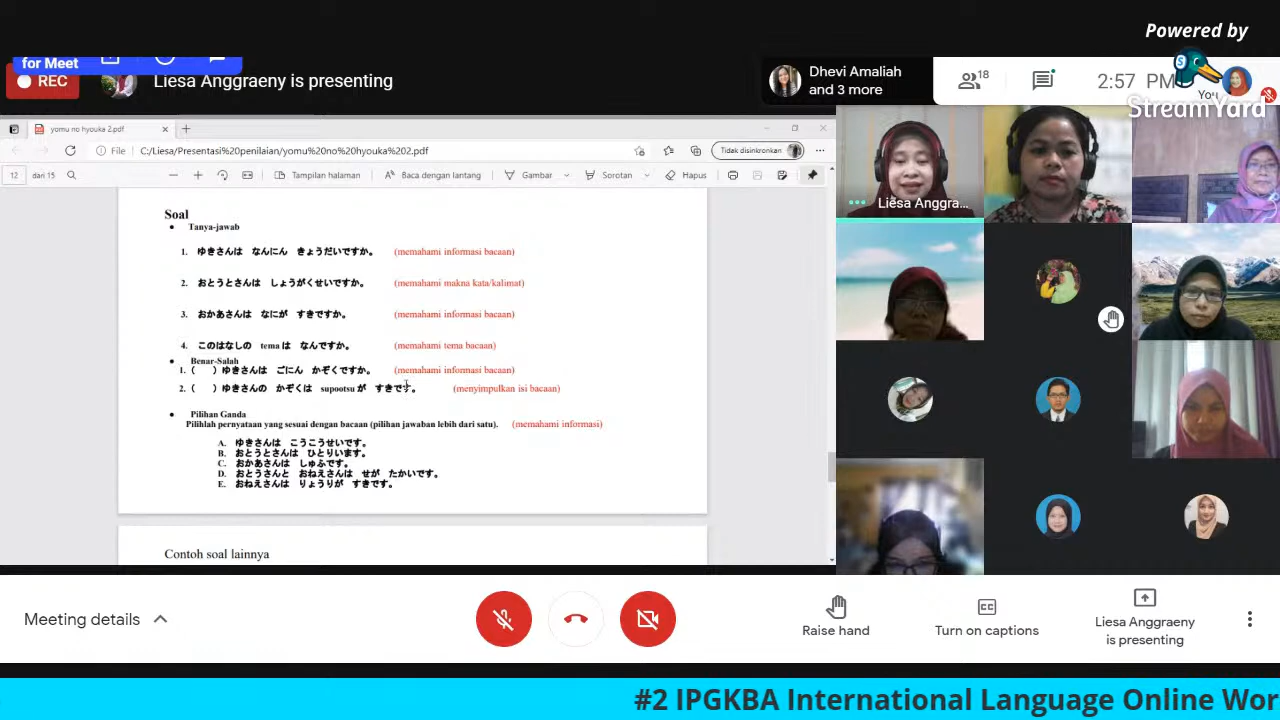 Powered by
StreamYard
for Meet
REC
Liesa Anggraeny is presenting
Dhevi Amaliah
and 3 more
18
2:57 PM
You
yomu no hyouka 2.pdf
File
C:/Liesa/Presentasi%20penilaian/yomu%20no%20hyouka%202.pdf
Tidak disinkronkan
12 dari 15
Tampilan halaman
Baca dengan lantang
Gambar
Sorotan
Hapus
Soal
• Tanya-jawab
1. ゆきさんは なんにん きょうだいですか。 (memahami informasi bacaan)
2. おとうとさんは しょうがくせいですか。 (memahami makna kata/kalimat)
3. おかあさんは なにが すきですか。 (memahami informasi bacaan)
4. このはなしの tema は なんですか。 (memahami tema bacaan)
• Benar-Salah
1. ( ) ゆきさんは ごにん かぞくですか。 (memahami informasi bacaan)
2. ( ) ゆきさんの かぞくは supootsu が すきです。 (menyimpulkan isi bacaan)
• Pilihan Ganda
Pilihlah pernyataan yang sesuai dengan bacaan (pilihan jawaban lebih dari satu). (memahami informasi)
A. ゆきさんは こうこうせいです。
B. おとうとさんは ひとりいます。
C. おかあさんは しゅふです。
D. おとうさんと おねえさんは せが たかいです。
E. おねえさんは りょうりが すきです。
Contoh soal lainnya
Liesa Anggra...
Meeting details
Raise hand
Turn on captions
Liesa Anggraeny
is presenting
#2 IPGKBA International Language Online Wor